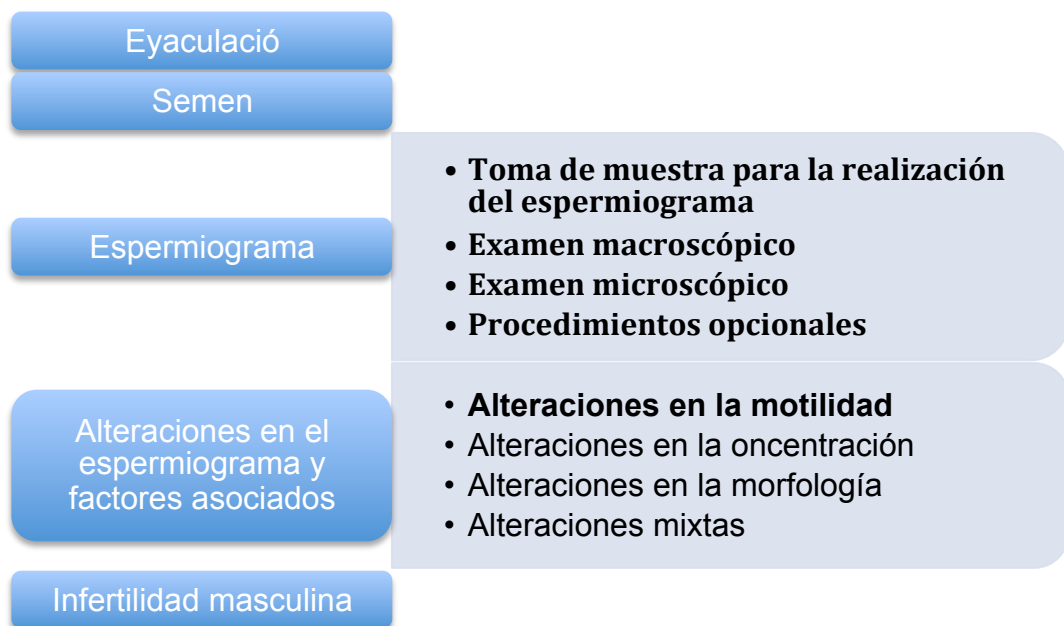 Eyaculació
Semen
Espermiograma
• Toma de muestra para la realización
del espermiograma
• Examen macroscópico
• Examen microscópico
• Procedimientos opcionales
Alteraciones en el
espermiograma y
factores asociados
• Alteraciones en la motilidad
• Alteraciones en la oncentración
• Alteraciones en la morfología
• Alteraciones mixtas
Infertilidad masculina